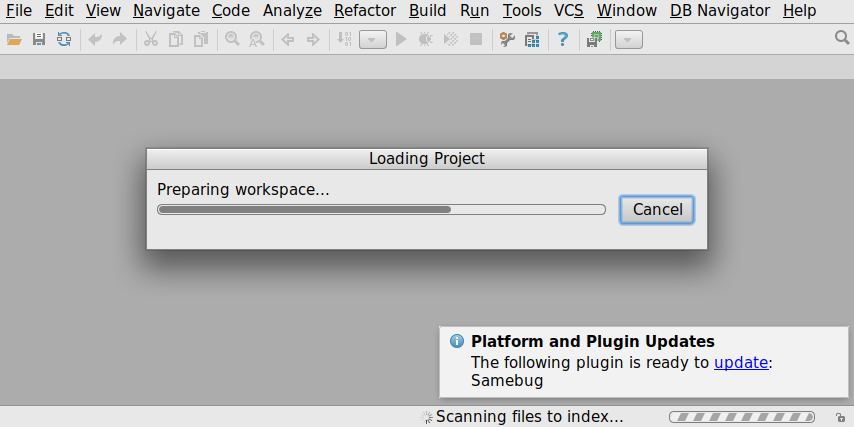 File Edit View Navigate Code Analyze Refactor Build Run Tools VCS Window DB Navigator Help
Loading Project
Preparing workspace...
Cancel
Platform and Plugin Updates
The following plugin is ready to update:
Samebug
Scanning files to index...